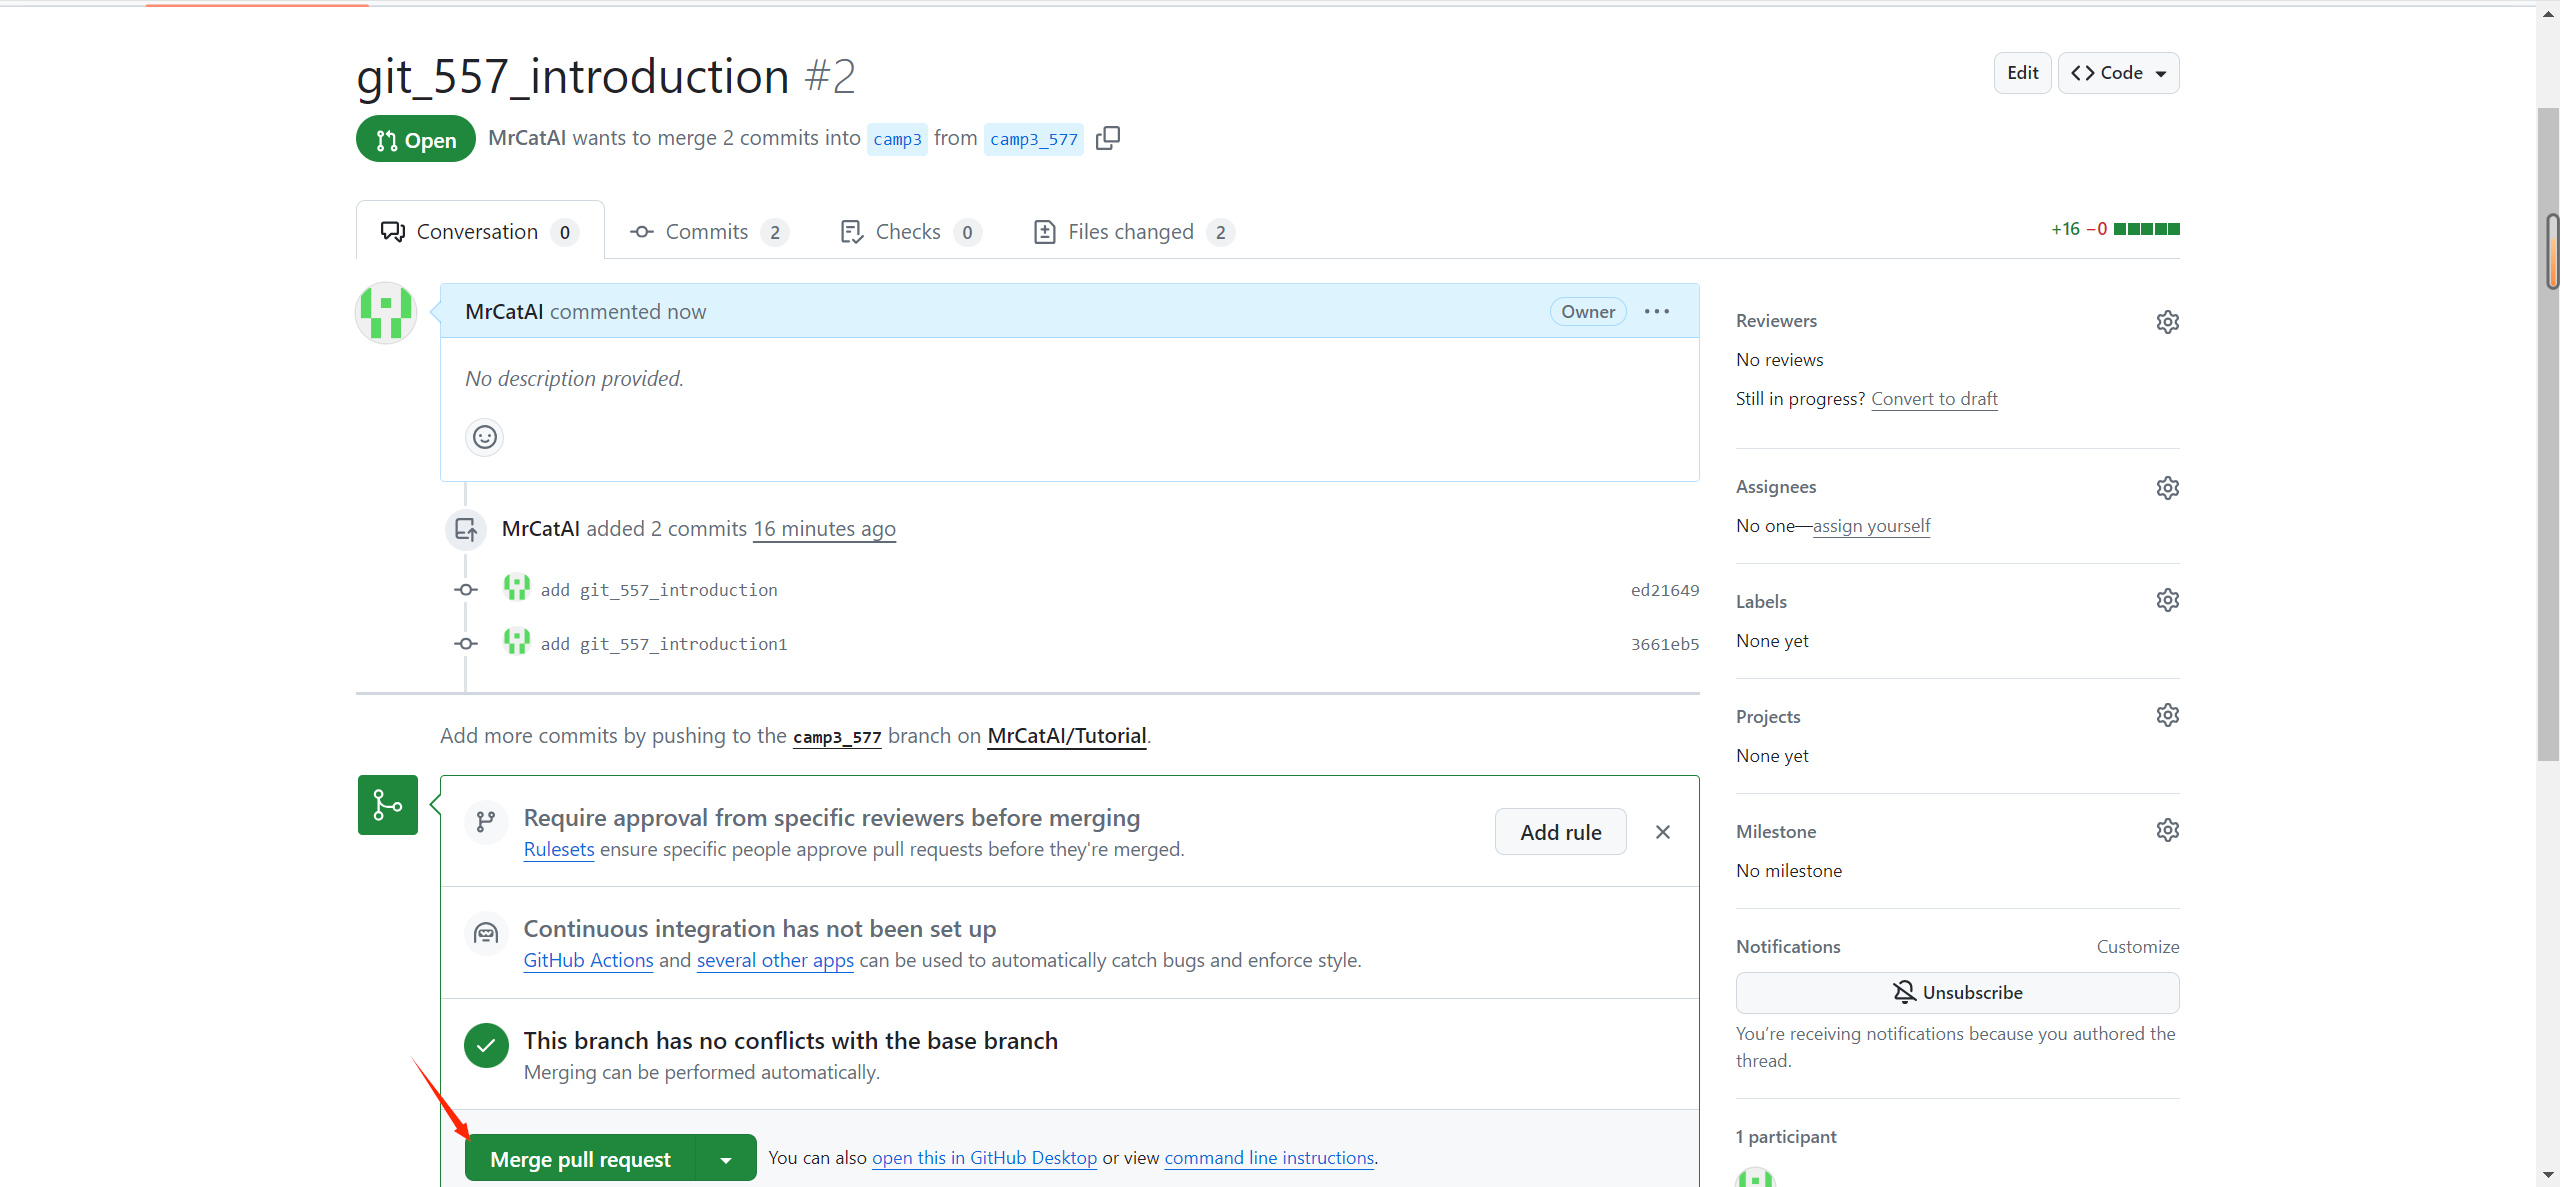 git_557_introduction #2
Edit
Code
Open
MrCatAI wants to merge 2 commits into camp3 from camp3_577
Conversation 0
Commits 2
Checks 0
Files changed 2
+16 −0
MrCatAI commented now
Owner
No description provided.
MrCatAI added 2 commits 16 minutes ago
add git_557_introduction
ed21649
add git_557_introduction1
3661eb5
Add more commits by pushing to the camp3_577 branch on MrCatAI/Tutorial.
Require approval from specific reviewers before merging
Rulesets ensure specific people approve pull requests before they're merged.
Add rule
Continuous integration has not been set up
GitHub Actions and several other apps can be used to automatically catch bugs and enforce style.
This branch has no conflicts with the base branch
Merging can be performed automatically.
Merge pull request
You can also open this in GitHub Desktop or view command line instructions.
Reviewers
No reviews
Still in progress? Convert to draft
Assignees
No one—assign yourself
Labels
None yet
Projects
None yet
Milestone
No milestone
Notifications
Customize
Unsubscribe
You're receiving notifications because you authored the
thread.
1 participant